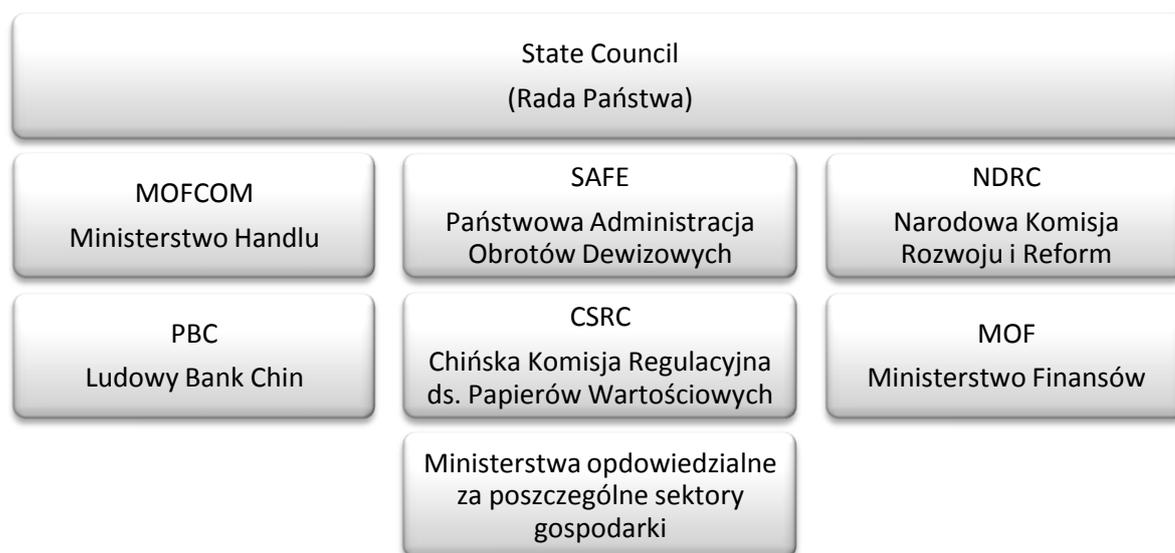 State Council
(Rada Państwa)
MOFCOM
Ministerstwo Handlu
SAFE
Państwowa Administracja
Obrotów Dewizowych
NDRC
Narodowa Komisja
Rozwoju i Reform
PBC
Ludowy Bank Chin
CSRC
Chińska Komisja Regulacyjna
ds. Papierów Wartościowych
MOF
Ministerstwo Finansów
Ministerstwa opdowiedzialne
za poszczególne sektory
gospodarki